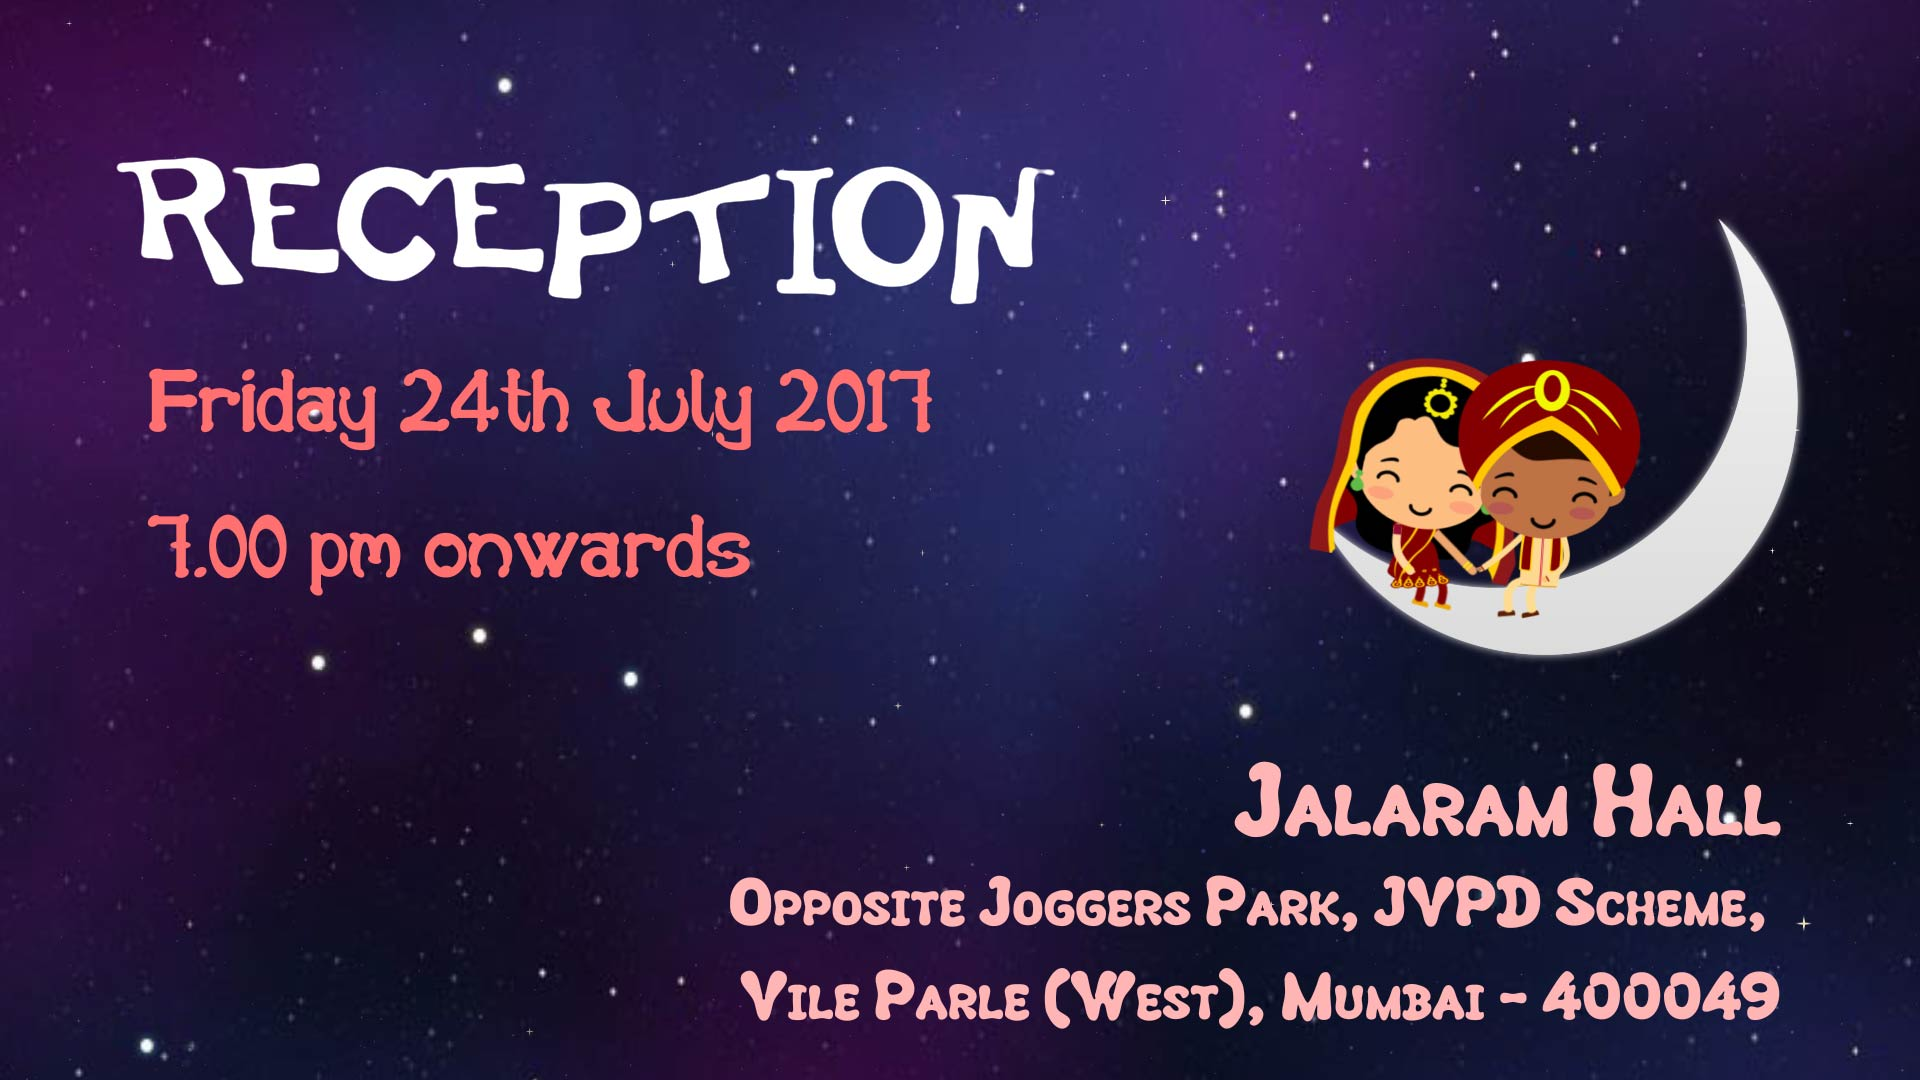 RECEPTION
Friday 24th July 2017
7.00 pm onwards
Jalaram Hall
Opposite Joggers Park, JVPD Scheme,
Vile Parle (West), Mumbai - 400049